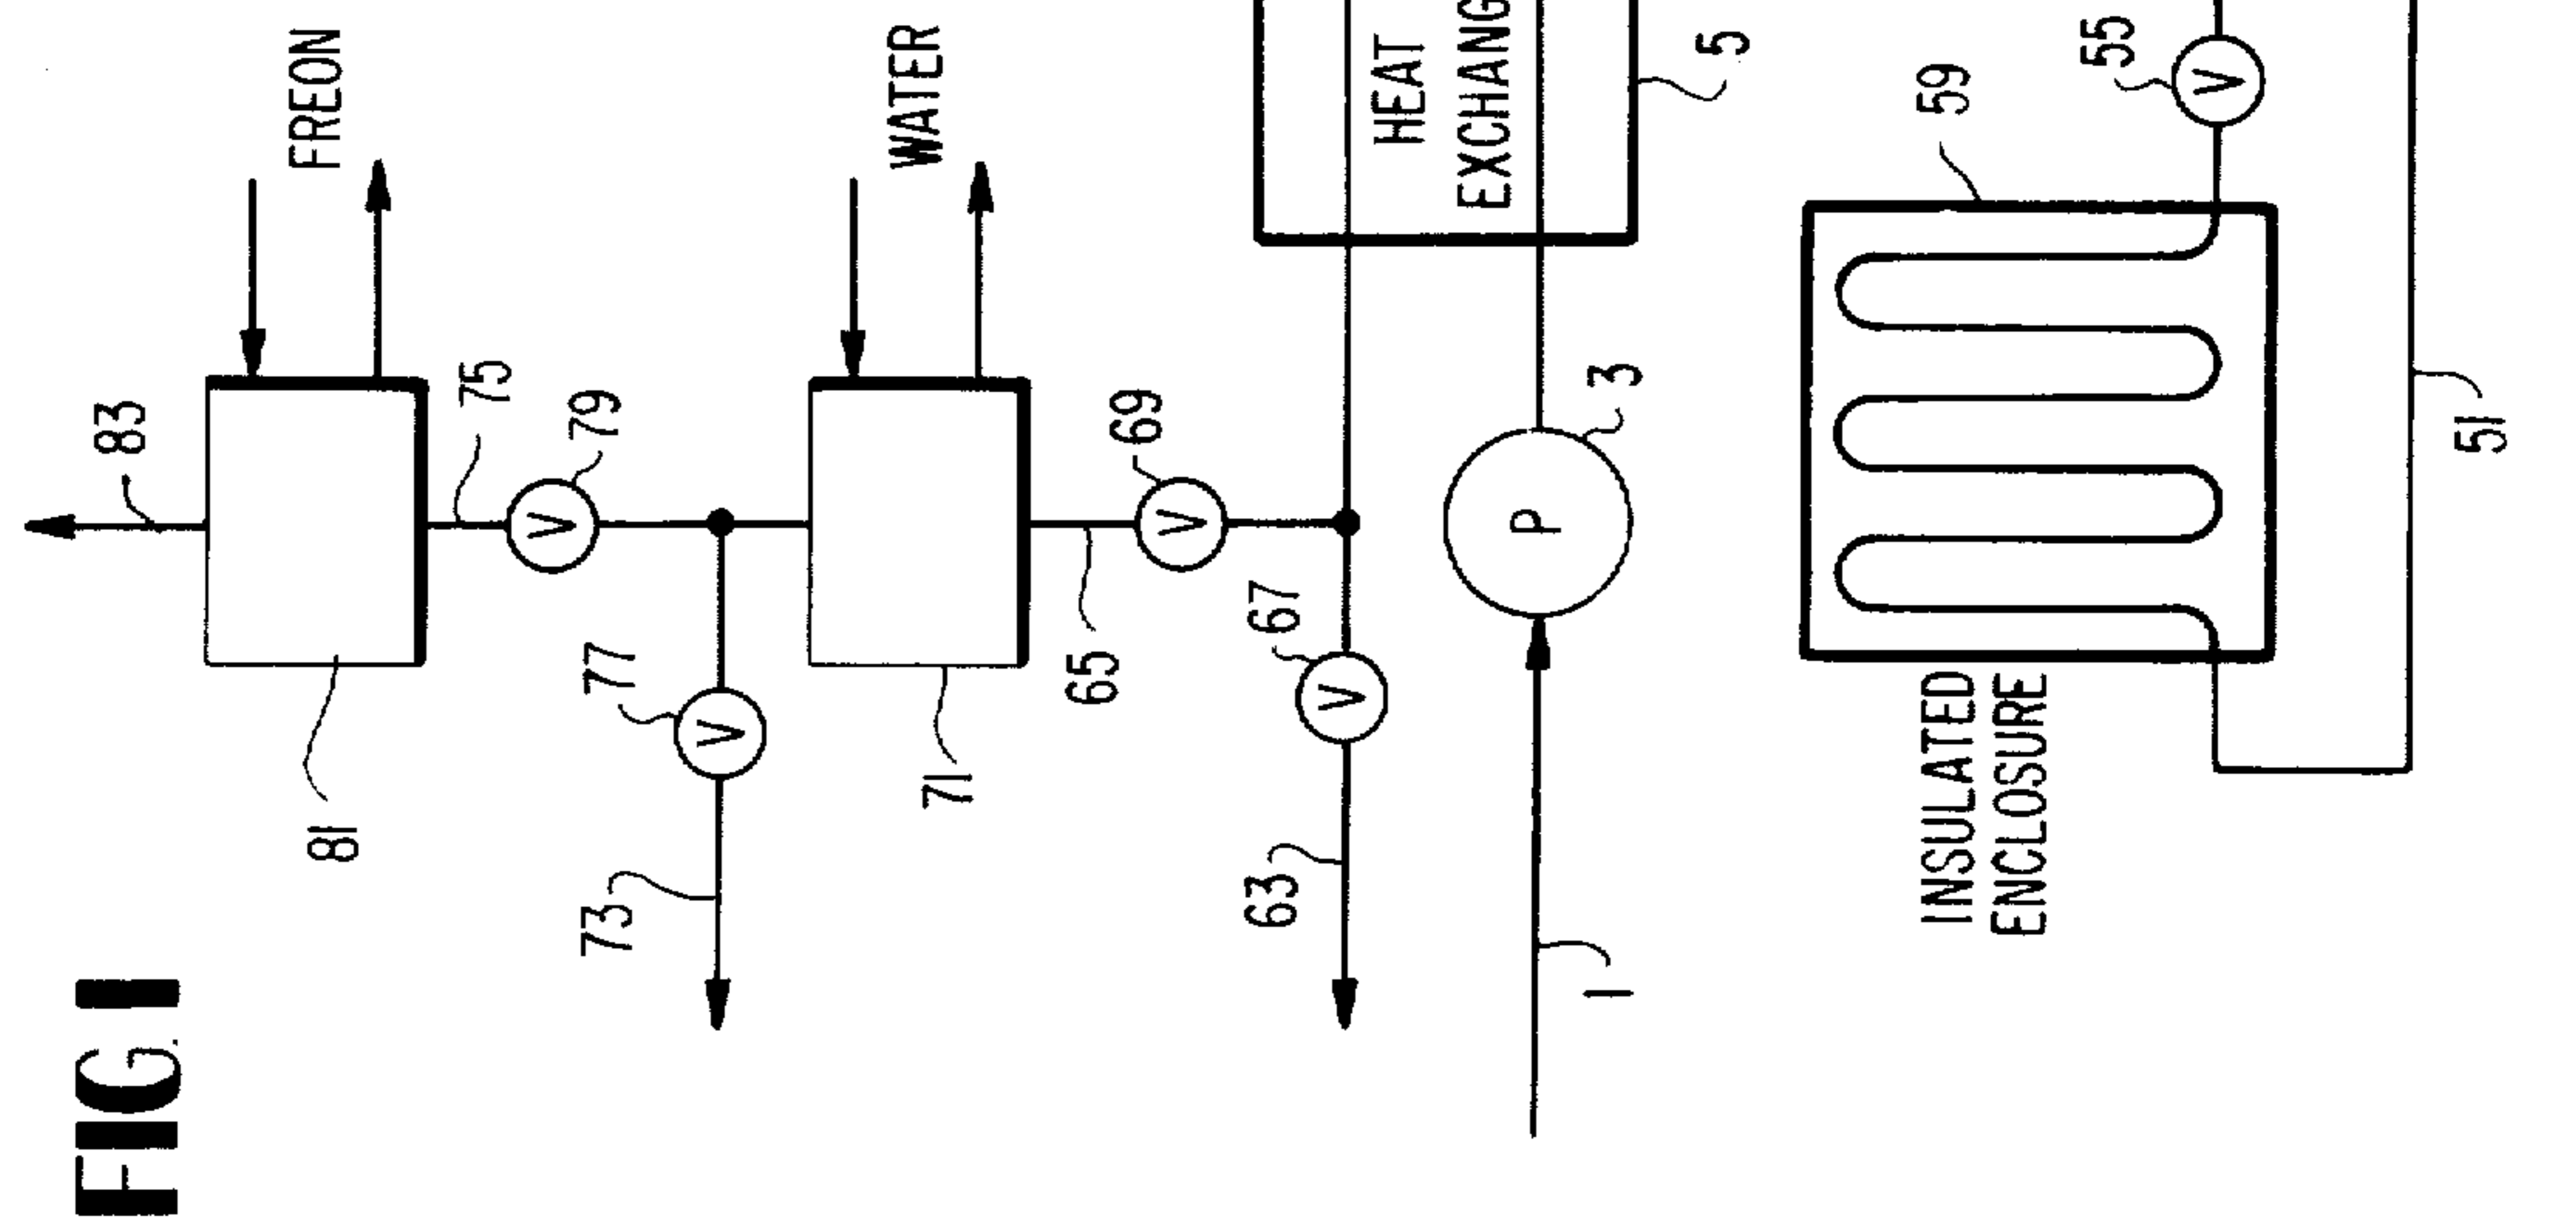 FIG. 1
83
FREON
81
75
79
77
73
WATER
71
69
65
67
63
HEAT
EXCHANG
5
3
P
1
V
V
V
V
V
55
59
INSULATED
ENCLOSURE
51